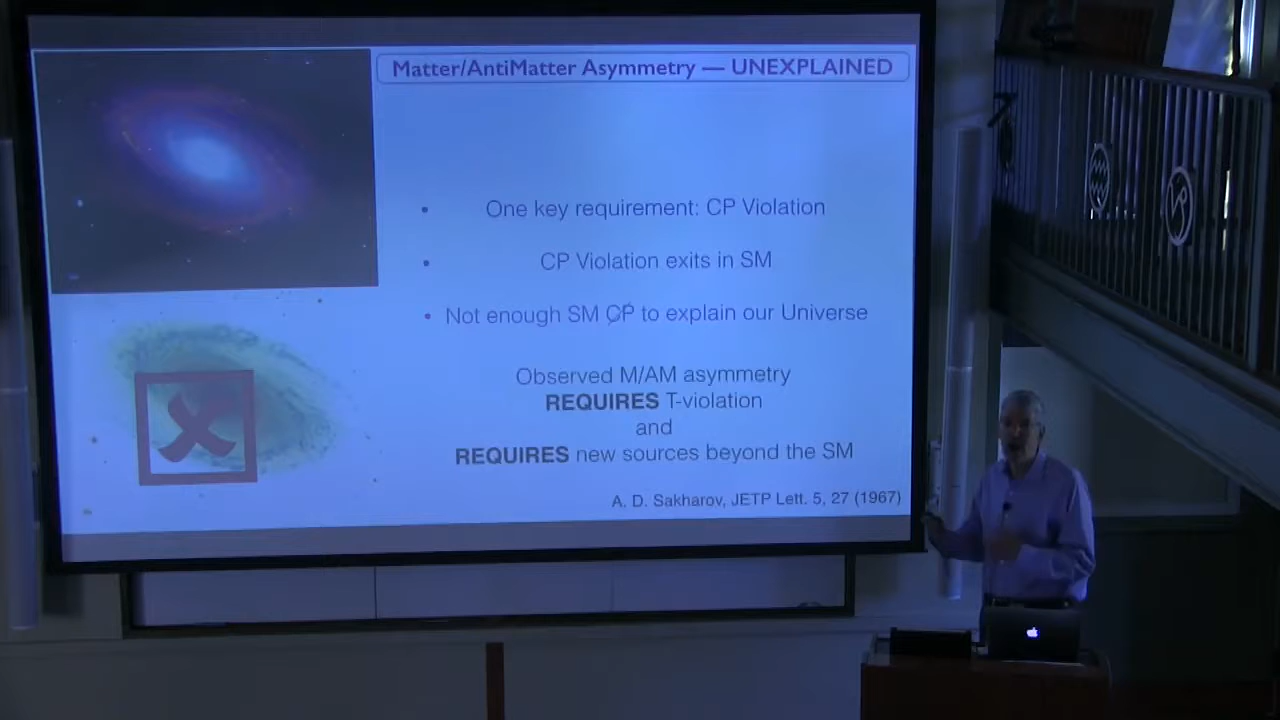 Matter/AntiMatter Asymmetry — UNEXPLAINED
• One key requirement: CP Violation
• CP Violation exits in SM
• Not enough SM CP to explain our Universe
Observed M/AM asymmetry
REQUIRES T-violation
and
REQUIRES new sources beyond the SM
A. D. Sakharov, JETP Lett. 5, 27 (1967)